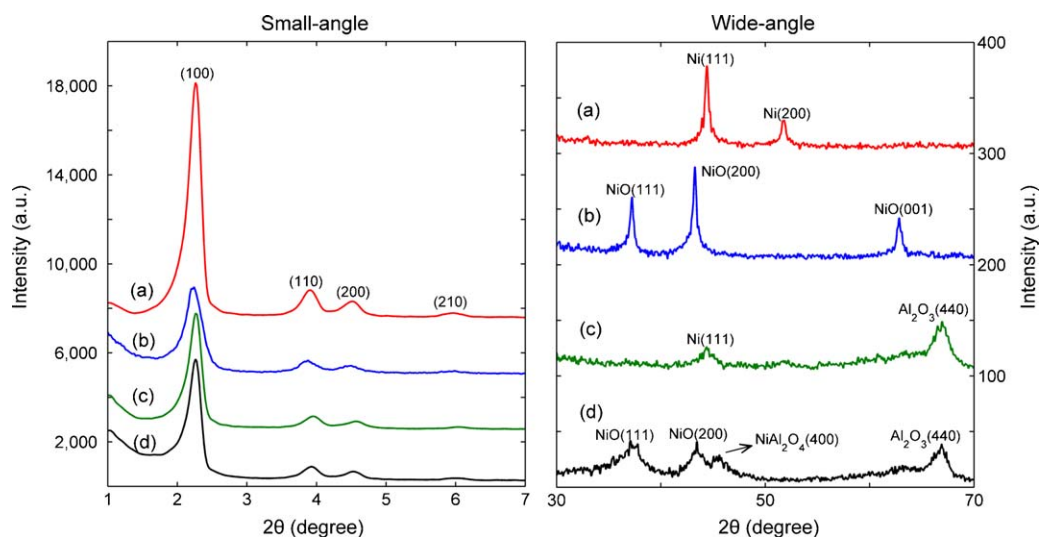 Small-angle
Wide-angle
Intensity (a.u.)
18,000
14,000
10,000
6,000
2,000
(100)
(110)
(200)
(210)
(a)
(b)
(c)
(d)
1
2
3
4
5
6
7
2θ (degree)
400
300
200
100
Intensity (a.u.)
Ni(111)
Ni(200)
(a)
NiO(111)
NiO(200)
NiO(001)
(b)
(c)
Ni(111)
Al₂O₃(440)
(d)
NiO(111)
NiO(200)
NiAl₂O₄(400)
Al₂O₃(440)
30
50
70
2θ (degree)